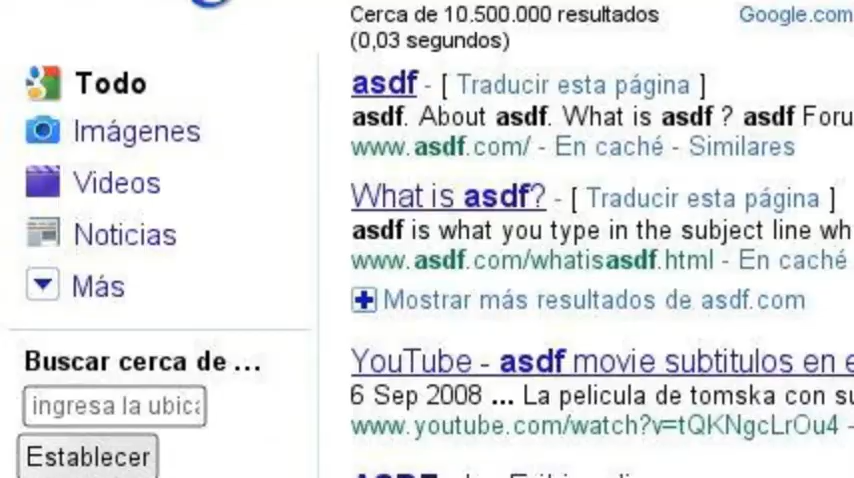 Cerca de 10.500.000 resultados
(0,03 segundos)
Google.com
Todo
Imágenes
Videos
Noticias
Más
Buscar cerca de ...
ingresa la ubica
Establecer
asdf - [ Traducir esta página ]
asdf. About asdf. What is asdf ? asdf Foru
www.asdf.com/ - En caché - Similares
What is asdf? - [ Traducir esta página ]
asdf is what you type in the subject line wh
www.asdf.com/whatisasdf.html - En caché
Mostrar más resultados de asdf.com
YouTube - asdf movie subtitulos en e
6 Sep 2008 ... La pelicula de tomska con su
www.youtube.com/watch?v=tQKNgcLrOu4 -